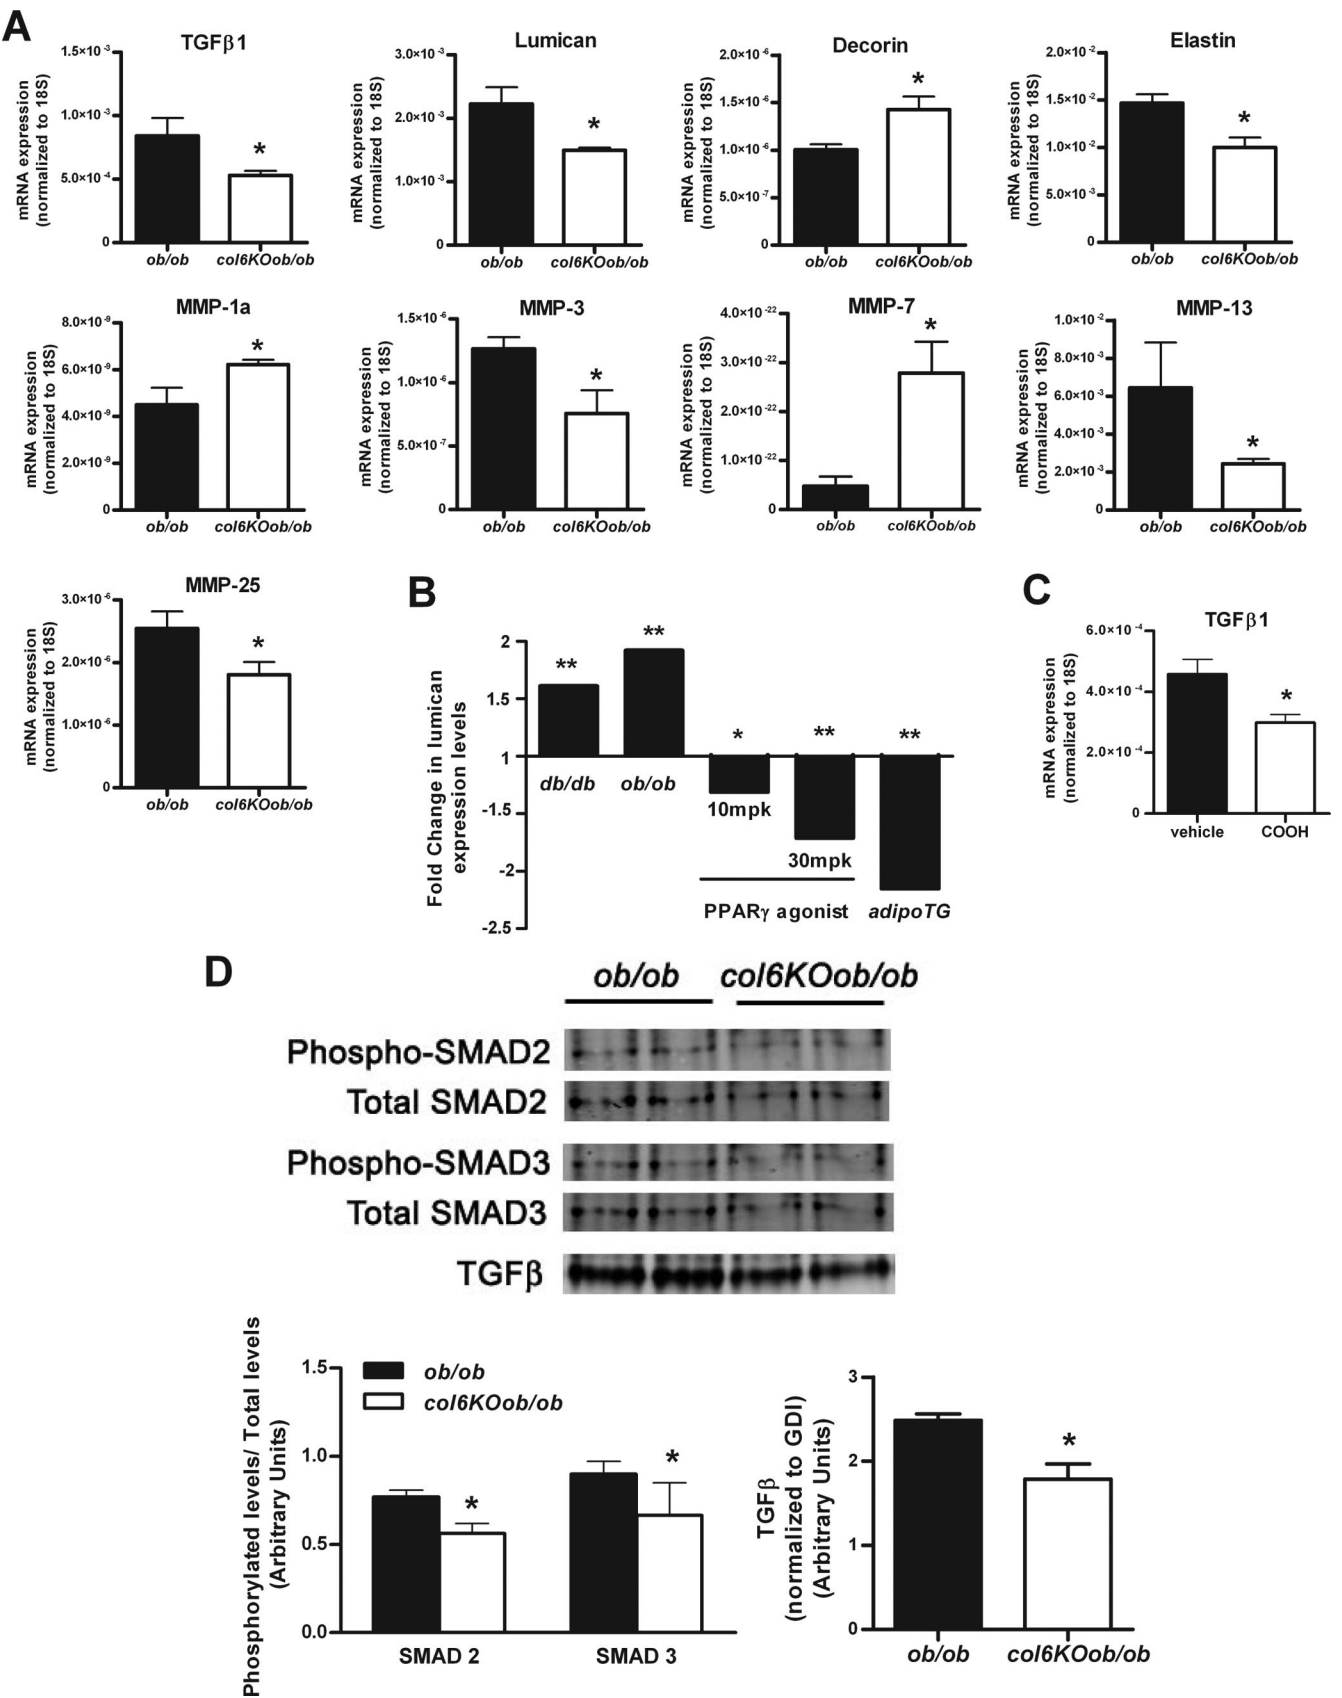 A
TGFβ1
mRNA expression
(normalized to 18S)
1.5×10⁻³
1.0×10⁻³
5.0×10⁻⁴
0
*
ob/ob
col6KOob/ob
Lumican
mRNA expression
(normalized to 18S)
3.0×10⁻³
2.0×10⁻³
1.0×10⁻³
0
*
ob/ob
col6KOob/ob
Decorin
mRNA expression
(normalized to 18S)
2.0×10⁻⁶
1.5×10⁻⁶
1.0×10⁻⁶
5.0×10⁻⁷
0
*
ob/ob
col6KOob/ob
Elastin
mRNA expression
(normalized to 18S)
2.0×10⁻²
1.5×10⁻²
1.0×10⁻²
5.0×10⁻³
0
*
ob/ob
col6KOob/ob
MMP-1a
mRNA expression
(normalized to 18S)
8.0×10⁻⁹
6.0×10⁻⁹
4.0×10⁻⁹
2.0×10⁻⁹
0
*
ob/ob
col6KOob/ob
MMP-3
mRNA expression
(normalized to 18S)
1.5×10⁻⁶
1.0×10⁻⁶
5.0×10⁻⁷
0
*
ob/ob
col6KOob/ob
MMP-7
mRNA expression
(normalized to 18S)
4.0×10⁻²²
3.0×10⁻²²
2.0×10⁻²²
1.0×10⁻²²
0
*
ob/ob
col6KOob/ob
MMP-13
mRNA expression
(normalized to 18S)
1.0×10⁻²
8.0×10⁻³
6.0×10⁻³
4.0×10⁻³
2.0×10⁻³
0
*
ob/ob
col6KOob/ob
MMP-25
mRNA expression
(normalized to 18S)
3.0×10⁻⁶
2.0×10⁻⁶
1.0×10⁻⁶
0
*
ob/ob
col6KOob/ob
B
Fold Change in lumican
expression levels
2
1.5
1
-1.5
-2
-2.5
**
**
*
**
**
db/db
ob/ob
10mpk
30mpk
PPARγ agonist
adipoTG
C
TGFβ1
mRNA expression
(normalized to 18S)
6.0×10⁻⁴
4.0×10⁻⁴
2.0×10⁻⁴
0
*
vehicle
COOH
D
ob/ob
col6KOob/ob
Phospho-SMAD2
Total SMAD2
Phospho-SMAD3
Total SMAD3
TGFβ
Phosphorylated levels/ Total levels
(Arbitrary Units)
1.5
1.0
0.5
0.0
ob/ob
col6KOob/ob
*
*
SMAD 2
SMAD 3
TGFβ
(normalized to GDI)
(Arbitrary Units)
3
2
1
0
*
ob/ob
col6KOob/ob